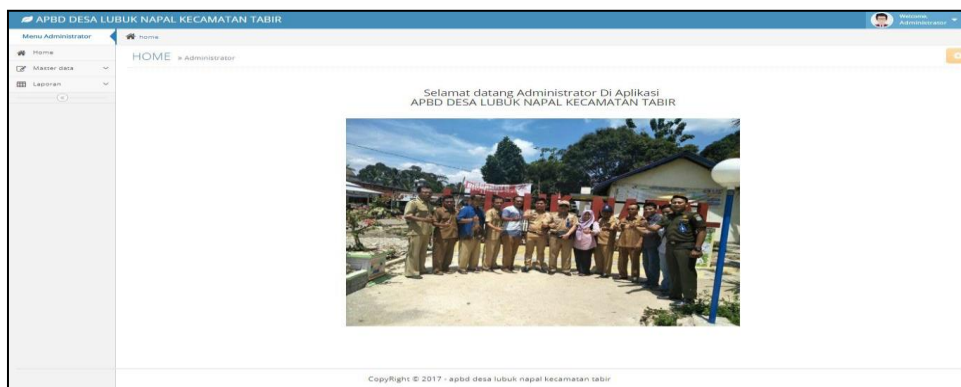 APBD DESA LUBUK NAPAL KECAMATAN TABIR
Welcome,
Administrator
Menu Administrator
home
Home
HOME » Administrator
Master data
Laporan
Selamat datang Administrator Di Aplikasi
APBD DESA LUBUK NAPAL KECAMATAN TABIR
CopyRight © 2017 - apbd desa lubuk napal kecamatan tabir